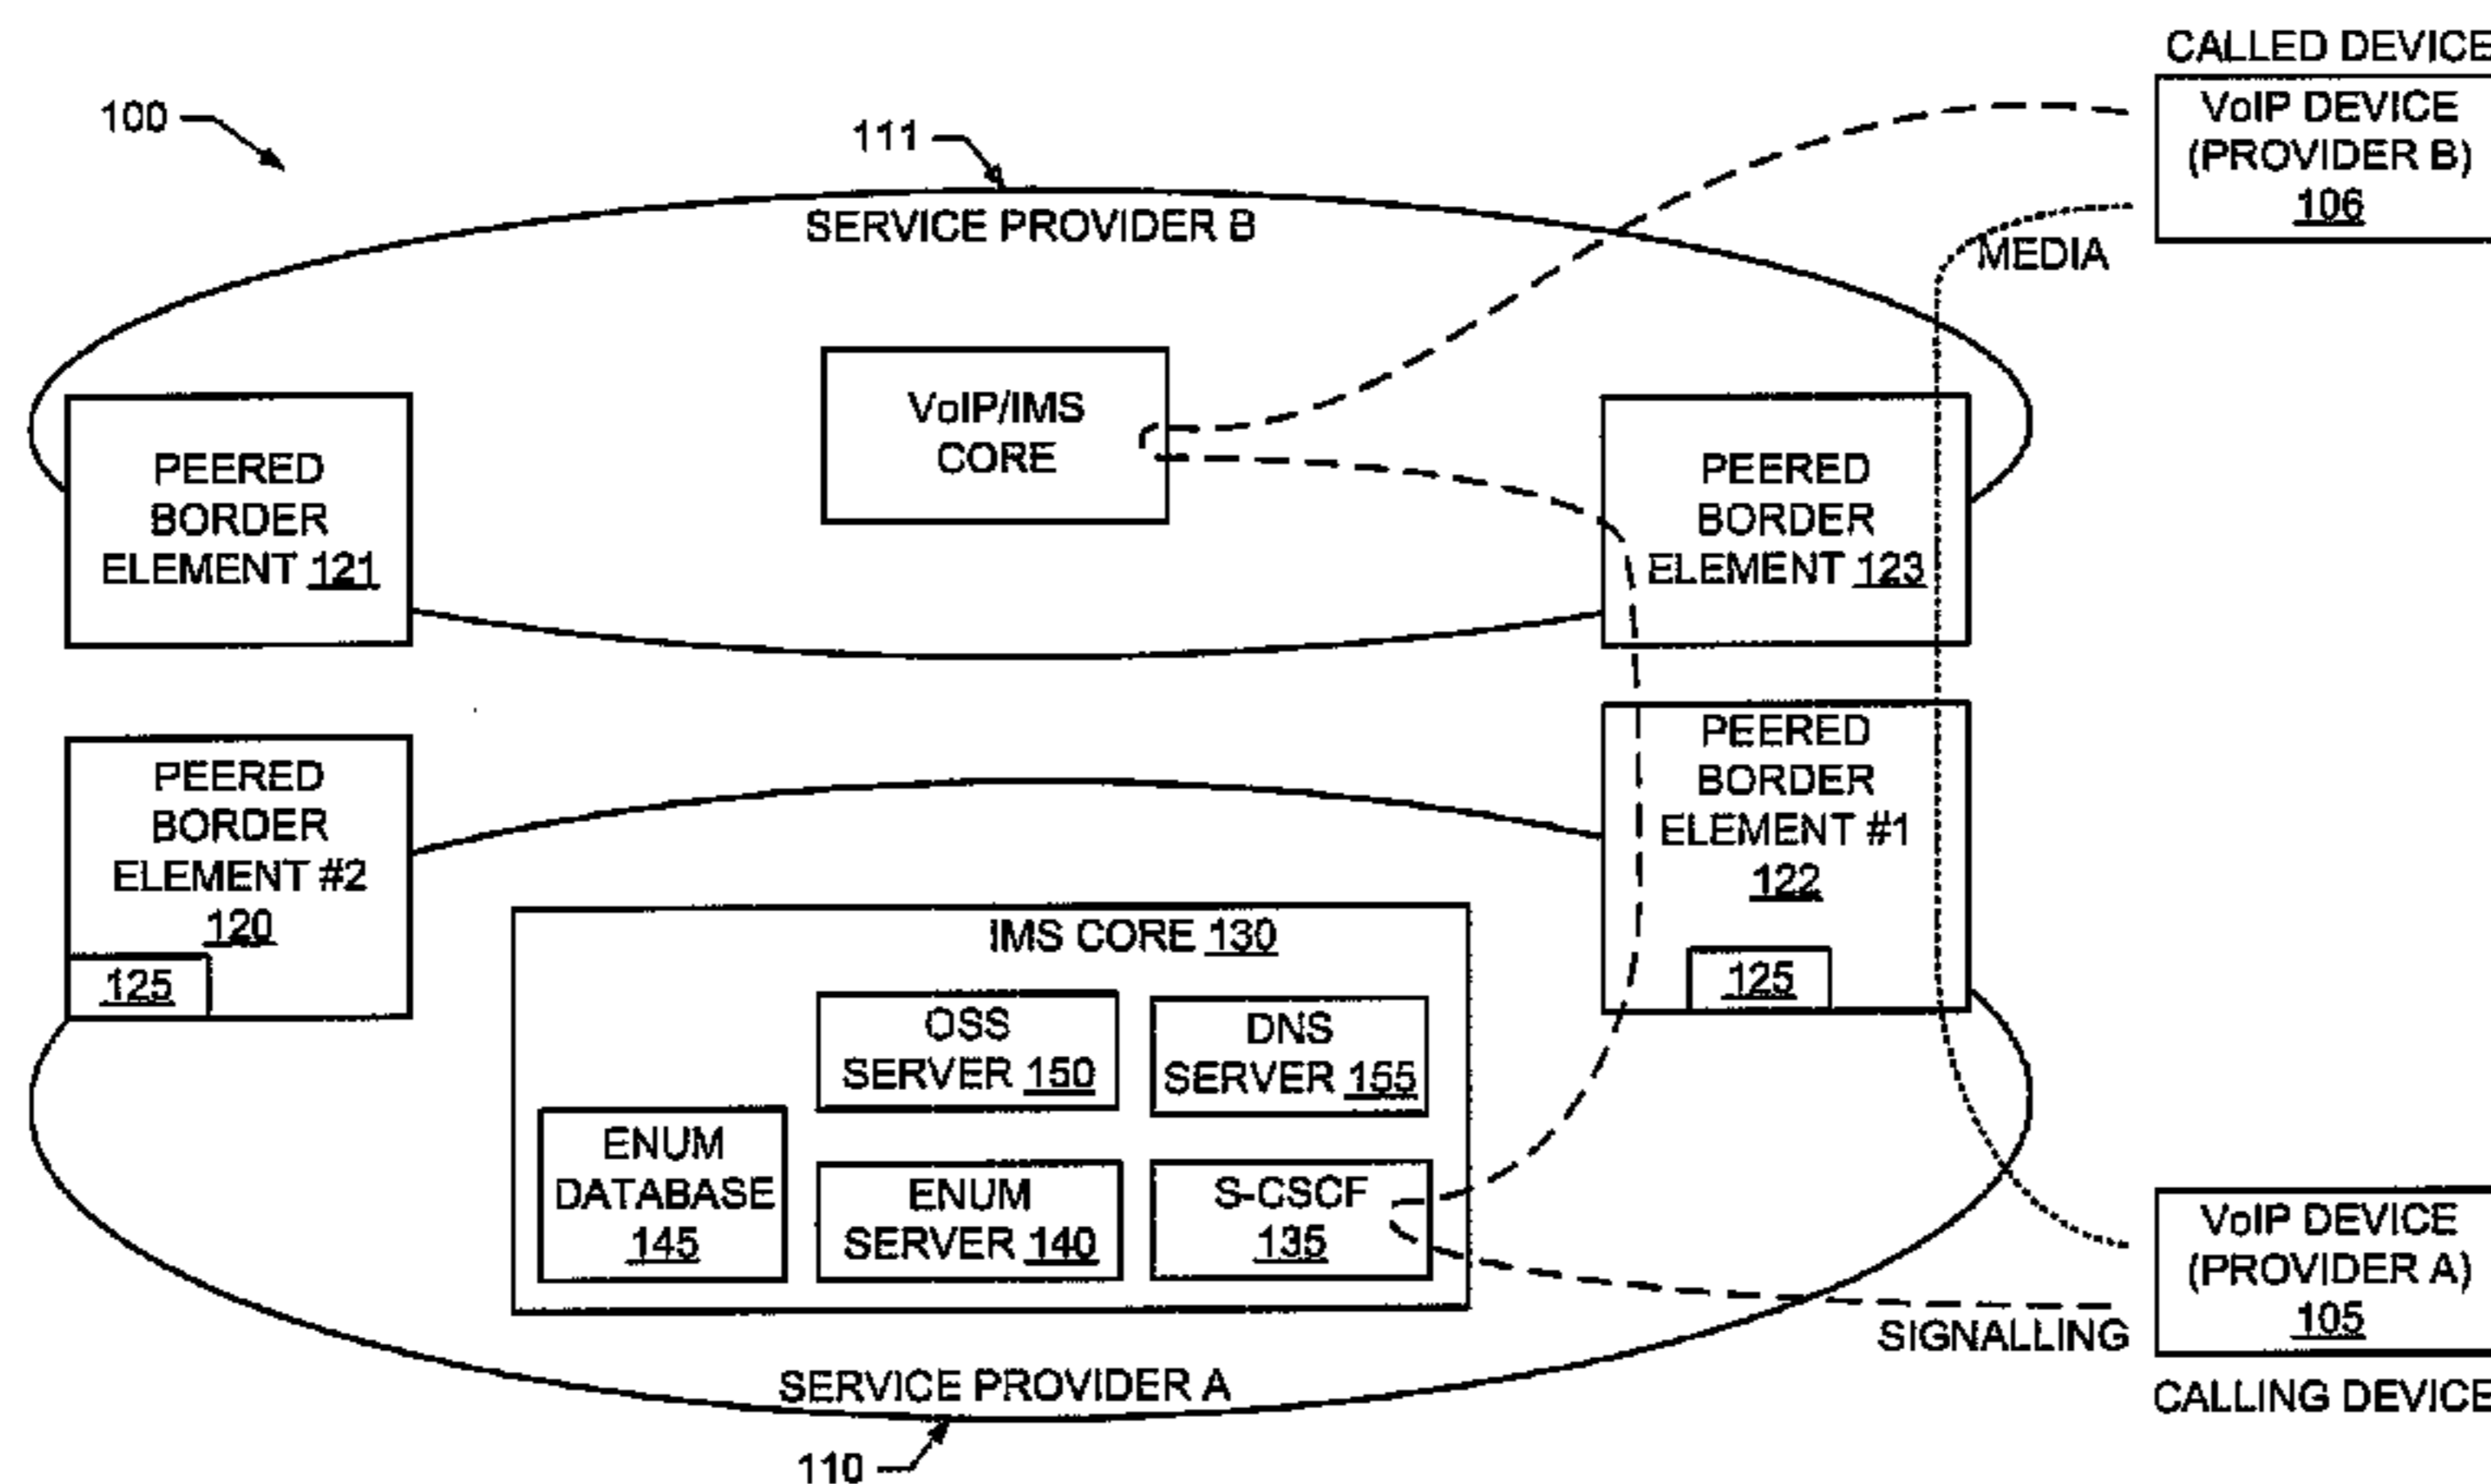 100
111
SERVICE PROVIDER B
CALLED DEVICE
VoIP DEVICE
(PROVIDER B)
106
MEDIA
VoIP/IMS
CORE
PEERED
BORDER
ELEMENT 121
PEERED
BORDER
ELEMENT 123
PEERED
BORDER
ELEMENT #2
120
125
PEERED
BORDER
ELEMENT #1
122
125
IMS CORE 130
OSS
SERVER 150
DNS
SERVER 155
ENUM
DATABASE
145
ENUM
SERVER 140
S-CSCF
135
VoIP DEVICE
(PROVIDER A)
105
SIGNALLING
CALLING DEVICE
SERVICE PROVIDER A
110